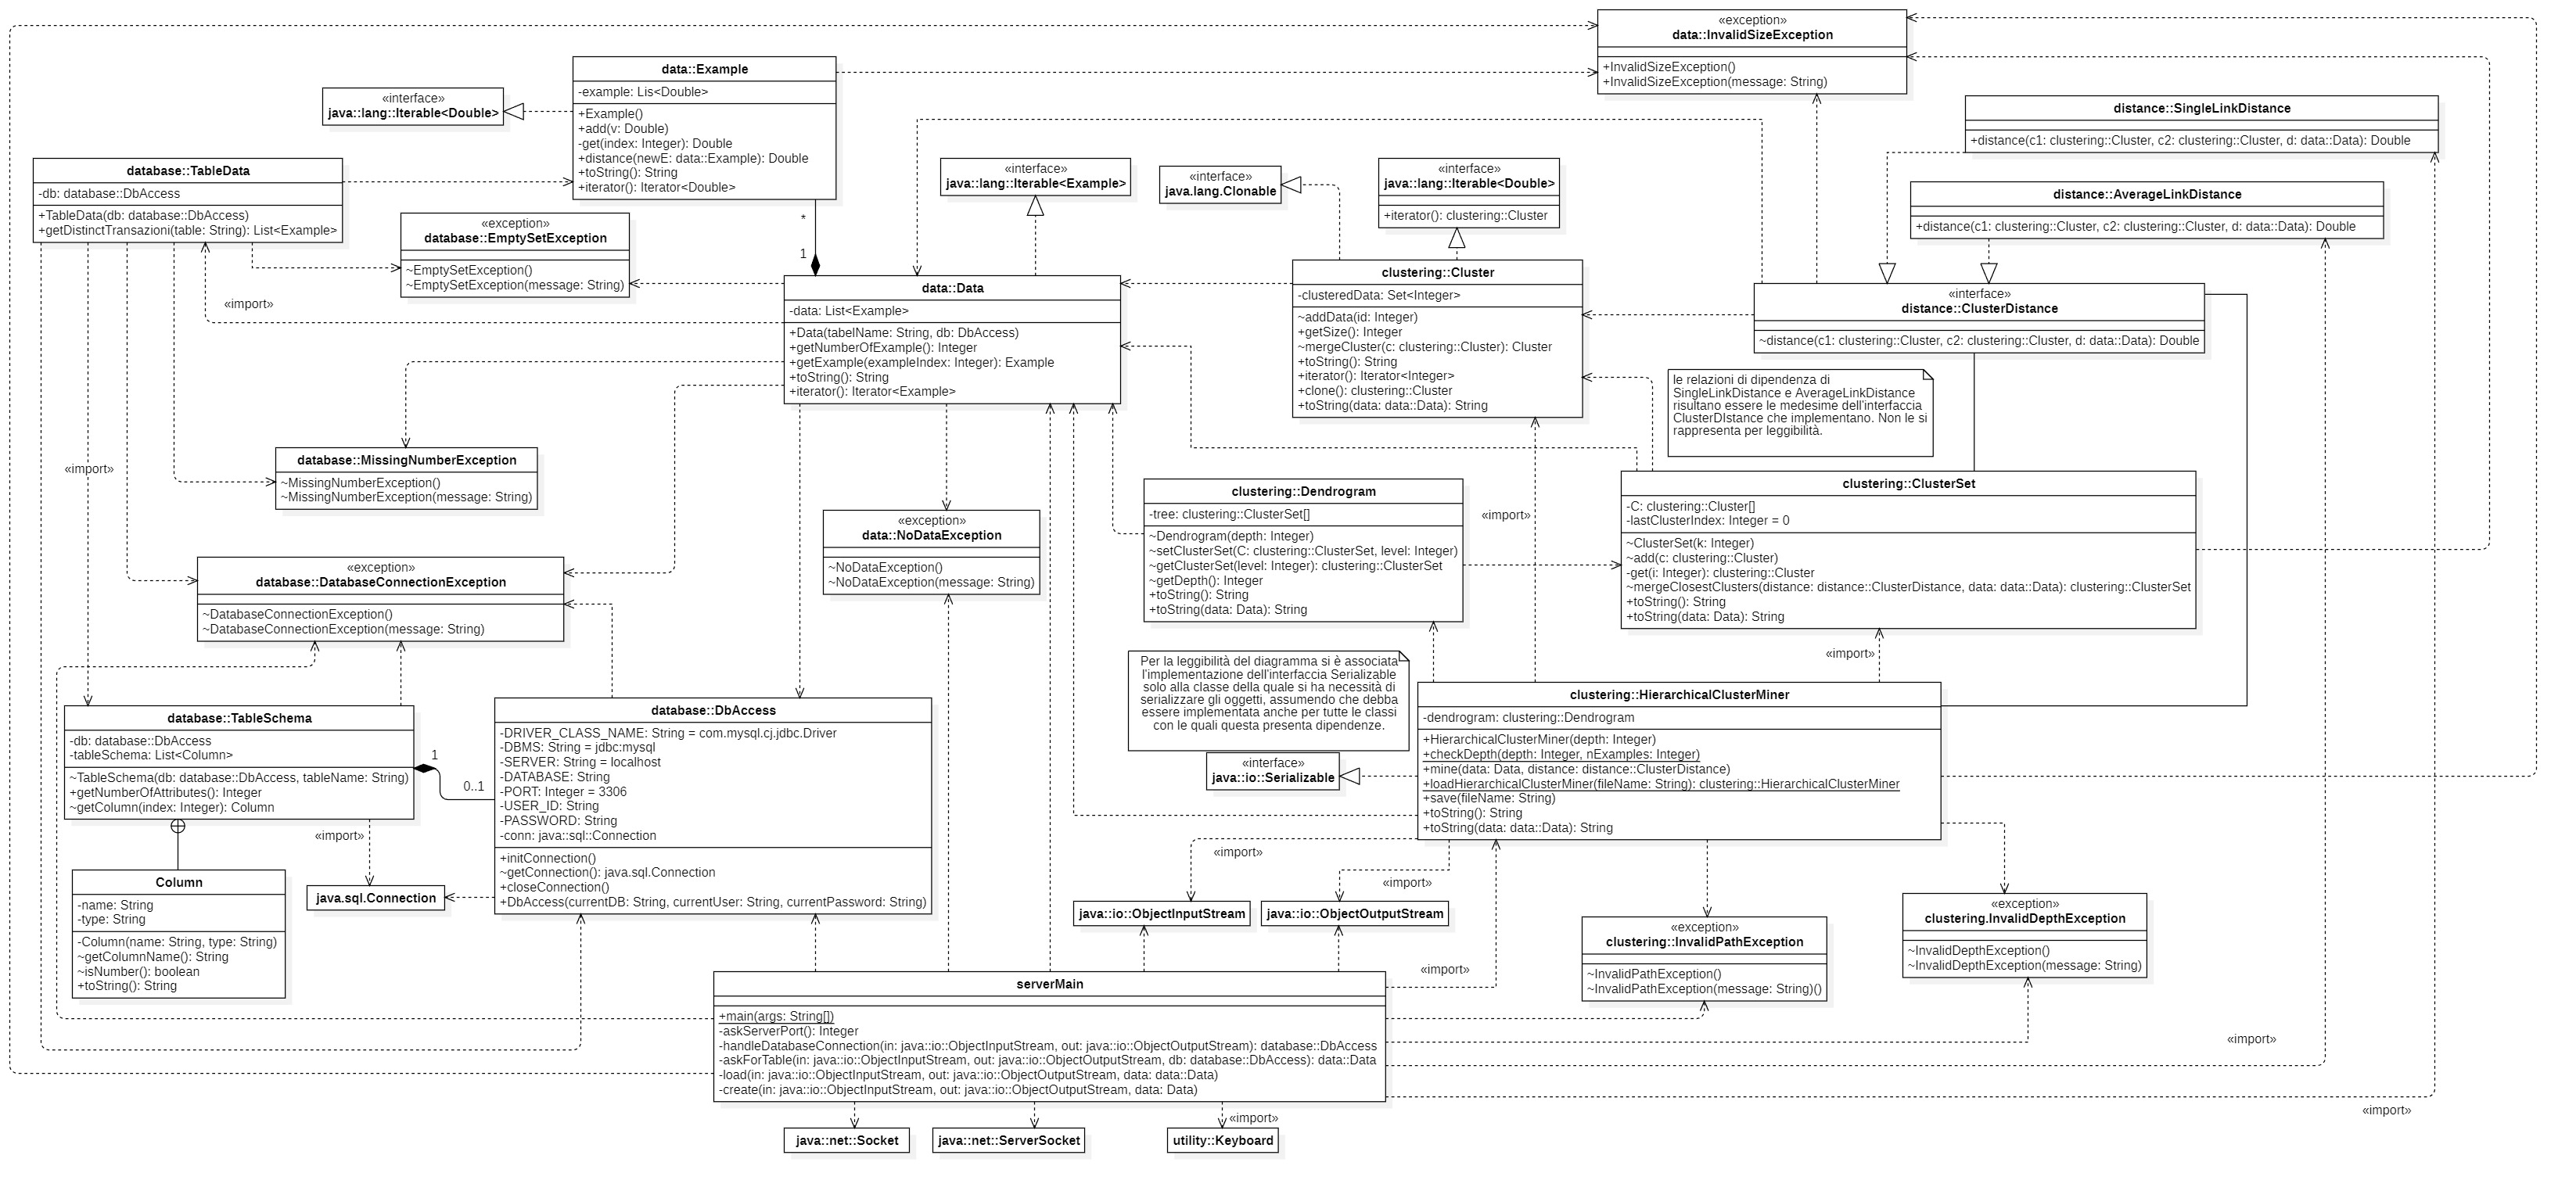 «exception»
data::InvalidSizeException
+InvalidSizeException()
+InvalidSizeException(message: String)
data::Example
-example: Lis<Double>
+Example()
+add(v: Double)
-get(index: Integer): Double
+distance(newE: data::Example): Double
+toString(): String
+iterator(): Iterator<Double>
«interface»
java::lang::Iterable<Double>
distance::SingleLinkDistance
+distance(c1: clustering::Cluster, c2: clustering::Cluster, d: data::Data): Double
database::TableData
-db: database::DbAccess
+TableData(db: database::DbAccess)
+getDistinctTransazioni(table: String): List<Example>
«interface»
java::lang::Iterable<Example>
«interface»
java.lang.Clonable
«interface»
java::lang::Iterable<Double>
+iterator(): clustering::Cluster
distance::AverageLinkDistance
+distance(c1: clustering::Cluster, c2: clustering::Cluster, d: data::Data): Double
«exception»
database::EmptySetException
~EmptySetException()
~EmptySetException(message: String)
*
1
«import»
data::Data
-data: List<Example>
+Data(tabelName: String, db: DbAccess)
+getNumberOfExample(): Integer
+getExample(exampleIndex: Integer): Example
+toString(): String
+iterator(): Iterator<Example>
clustering::Cluster
-clusteredData: Set<Integer>
~addData(id: Integer)
+getSize(): Integer
~mergeCluster(c: clustering::Cluster): Cluster
+toString(): String
+iterator(): Iterator<Integer>
+clone(): clustering::Cluster
+toString(data: data::Data): String
«interface»
distance::ClusterDistance
~distance(c1: clustering::Cluster, c2: clustering::Cluster, d: data::Data): Double
le relazioni di dipendenza di
SingleLinkDistance e AverageLinkDistance
risultano essere le medesime dell'interfaccia
ClusterDIstance che implementano. Non le si
rappresenta per leggibilità.
«import»
database::MissingNumberException
~MissingNumberException()
~MissingNumberException(message: String)
«exception»
data::NoDataException
~NoDataException()
~NoDataException(message: String)
clustering::Dendrogram
-tree: clustering::ClusterSet[]
~Dendrogram(depth: Integer)
~setClusterSet(C: clustering::ClusterSet, level: Integer)
~getClusterSet(level: Integer): clustering::ClusterSet
~getDepth(): Integer
+toString(): String
+toString(data: Data): String
«import»
clustering::ClusterSet
-C: clustering::Cluster[]
-lastClusterIndex: Integer = 0
~ClusterSet(k: Integer)
~add(c: clustering::Cluster)
-get(i: Integer): clustering::Cluster
~mergeClosestClusters(distance: distance::ClusterDistance, data: data::Data): clustering::ClusterSet
+toString(): String
+toString(data: Data): String
«exception»
database::DatabaseConnectionException
~DatabaseConnectionException()
~DatabaseConnectionException(message: String)
Per la leggibilità del diagramma si è associata
l'implementazione dell'interfaccia Serializable
solo alla classe della quale si ha necessità di
serializzare gli oggetti, assumendo che debba
essere implementata anche per tutte le classi
con le quali questa presenta dipendenze.
«import»
database::TableSchema
-db: database::DbAccess
-tableSchema: List<Column>
~TableSchema(db: database::DbAccess, tableName: String)
+getNumberOfAttributes(): Integer
~getColumn(index: Integer): Column
1
0..1
database::DbAccess
-DRIVER_CLASS_NAME: String = com.mysql.cj.jdbc.Driver
-DBMS: String = jdbc:mysql
-SERVER: String = localhost
-DATABASE: String
-PORT: Integer = 3306
-USER_ID: String
-PASSWORD: String
-conn: java::sql::Connection
+initConnection()
~getConnection(): java.sql.Connection
+closeConnection()
+DbAccess(currentDB: String, currentUser: String, currentPassword: String)
«interface»
java::io::Serializable
clustering::HierarchicalClusterMiner
-dendrogram: clustering::Dendrogram
+HierarchicalClusterMiner(depth: Integer)
+checkDepth(depth: Integer, nExamples: Integer)
+mine(data: Data, distance: distance::ClusterDistance)
+loadHierarchicalClusterMiner(fileName: String): clustering::HierarchicalClusterMiner
+save(fileName: String)
+toString(): String
+toString(data: data::Data): String
«import»
«import»
«import»
Column
-name: String
-type: String
-Column(name: String, type: String)
~getColumnName(): String
~isNumber(): boolean
+toString(): String
java.sql.Connection
java::io::ObjectInputStream
java::io::ObjectOutputStream
«exception»
clustering::InvalidPathException
~InvalidPathException()
~InvalidPathException(message: String)()
«exception»
clustering.InvalidDepthException
~InvalidDepthException()
~InvalidDepthException(message: String)
«import»
serverMain
+main(args: String[])
-askServerPort(): Integer
-handleDatabaseConnection(in: java::io::ObjectInputStream, out: java::io::ObjectOutputStream): database::DbAccess
-askForTable(in: java::io::ObjectInputStream, out: java::io::ObjectOutputStream, db: database::DbAccess): data::Data
-load(in: java::io::ObjectInputStream, out: java::io::ObjectOutputStream, data: data::Data)
-create(in: java::io::ObjectInputStream, out: java::io::ObjectOutputStream, data: Data)
«import»
«import»
«import»
java::net::Socket
java::net::ServerSocket
utility::Keyboard